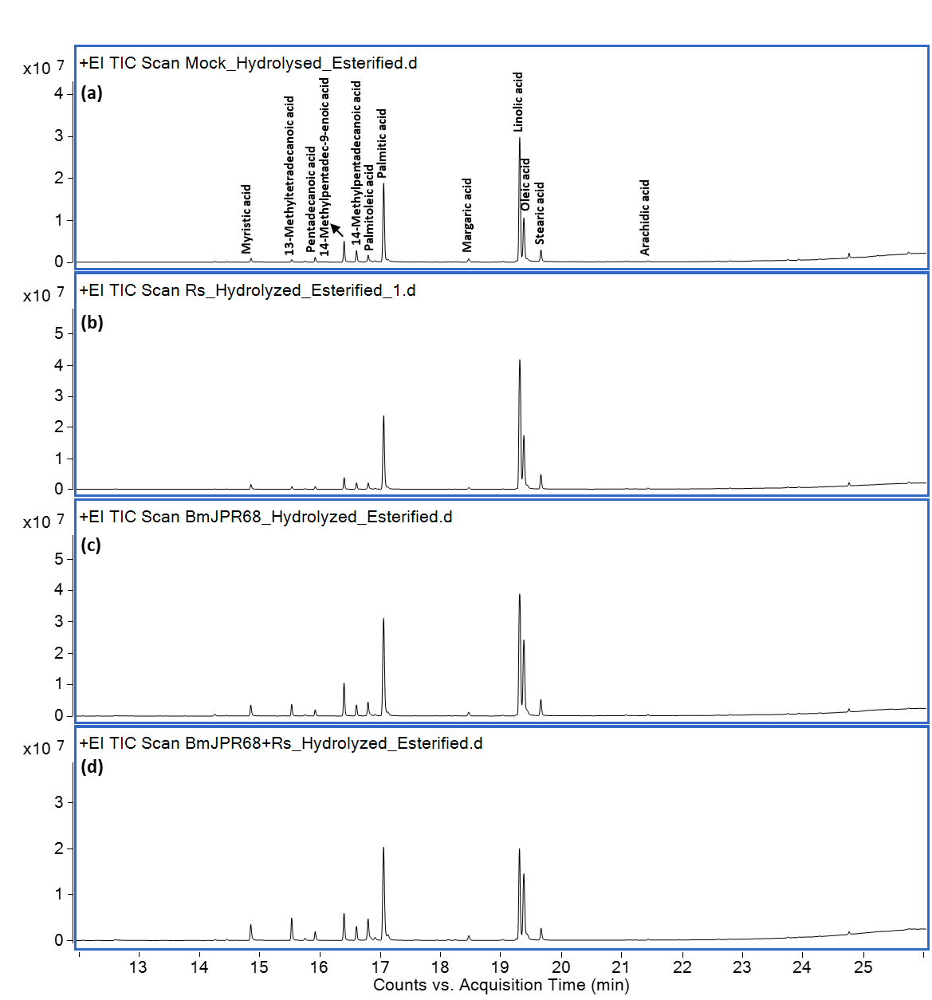 +EI TIC Scan Mock_Hydrolysed_Esterified.d
x10 7
(a)
4
3
2
1
0
Myristic acid
13-Methyltetradecanoic acid
Pentadecanoic acid
14-Methylpentadec-9-enoic acid
14-Methylpentadecanoic acid
Palmitoleic acid
Palmitic acid
Margaric acid
Linolic acid
Oleic acid
Stearic acid
Arachidic acid
+EI TIC Scan Rs_Hydrolyzed_Esterified_1.d
x10 7
(b)
5
4
3
2
1
0
+EI TIC Scan BmJPR68_Hydrolyzed_Esterified.d
x10 7
(c)
5
4
3
2
1
0
+EI TIC Scan BmJPR68+Rs_Hydrolyzed_Esterified.d
x10 7
(d)
3
2
1
0
13 14 15 16 17 18 19 20 21 22 23 24 25
Counts vs. Acquisition Time (min)